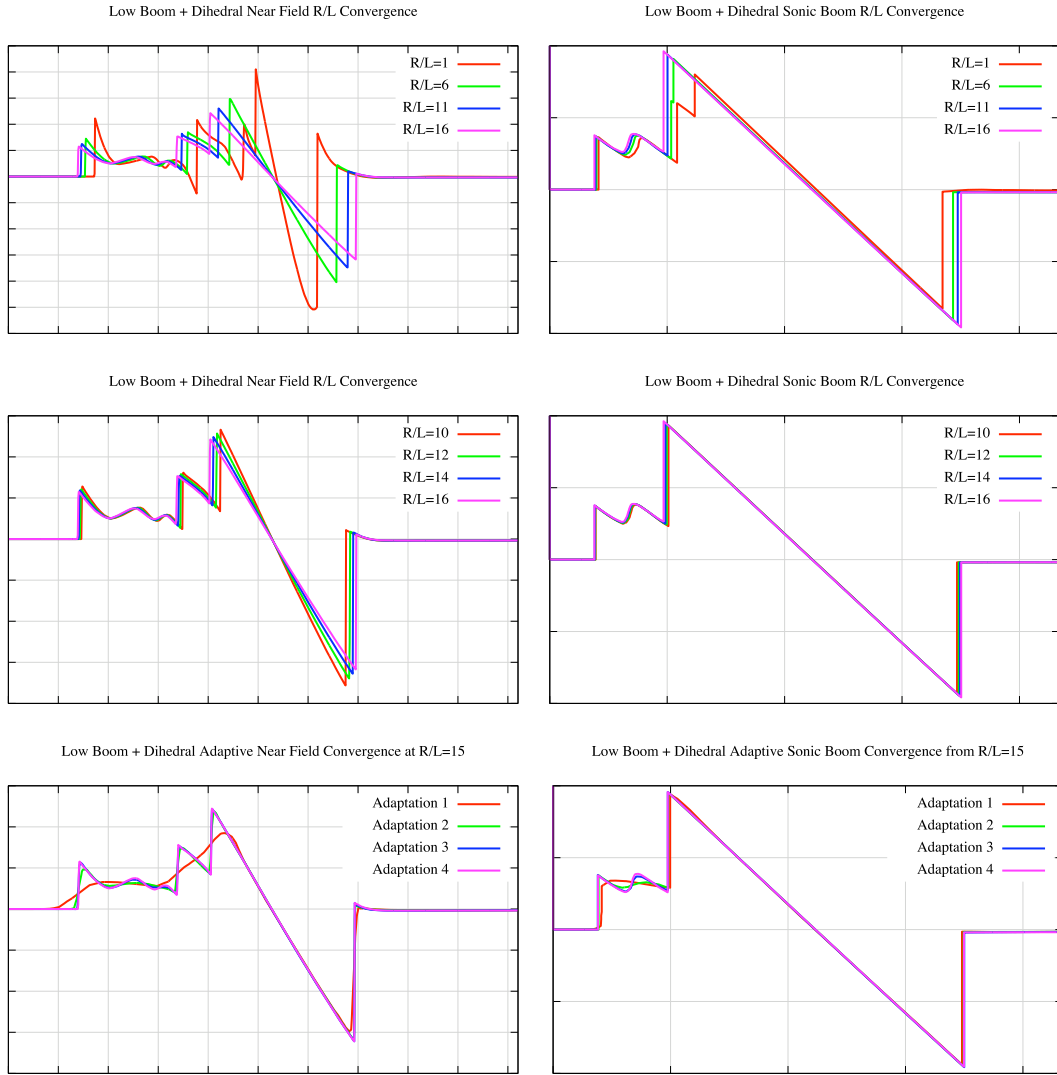 Low Boom + Dihedral Near Field R/L Convergence
R/L=1
R/L=6
R/L=11
R/L=16
Low Boom + Dihedral Sonic Boom R/L Convergence
R/L=1
R/L=6
R/L=11
R/L=16
Low Boom + Dihedral Near Field R/L Convergence
R/L=10
R/L=12
R/L=14
R/L=16
Low Boom + Dihedral Sonic Boom R/L Convergence
R/L=10
R/L=12
R/L=14
R/L=16
Low Boom + Dihedral Adaptive Near Field Convergence at R/L=15
Adaptation 1
Adaptation 2
Adaptation 3
Adaptation 4
Low Boom + Dihedral Adaptive Sonic Boom Convergence from R/L=15
Adaptation 1
Adaptation 2
Adaptation 3
Adaptation 4